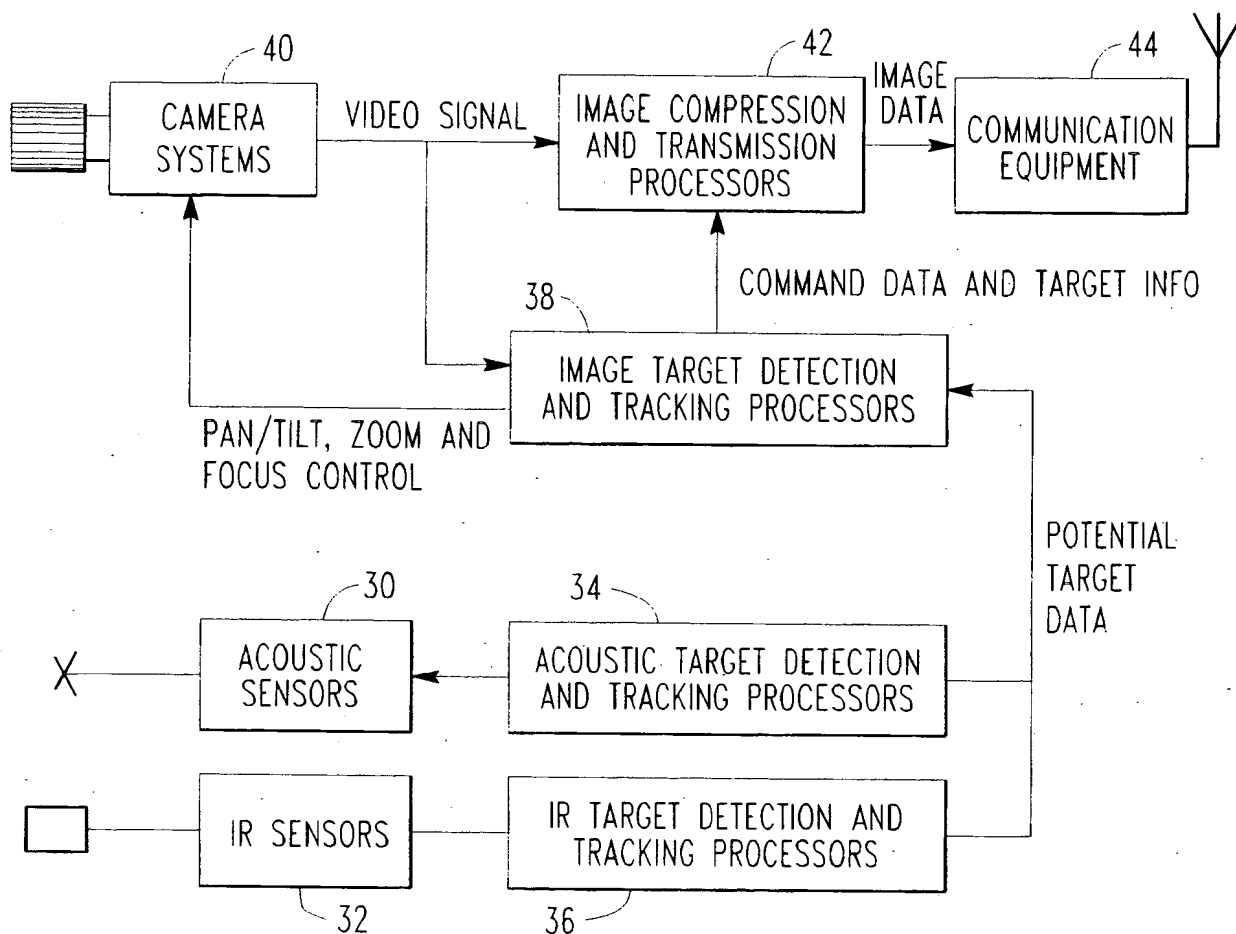 40
CAMERA
SYSTEMS
VIDEO SIGNAL
42
IMAGE COMPRESSION
AND TRANSMISSION
PROCESSORS
IMAGE
DATA
44
COMMUNICATION
EQUIPMENT
COMMAND DATA AND TARGET INFO
38
IMAGE TARGET DETECTION
AND TRACKING PROCESSORS
PAN/TILT, ZOOM AND
FOCUS CONTROL
POTENTIAL
TARGET
DATA
30
ACOUSTIC
SENSORS
34
ACOUSTIC TARGET DETECTION
AND TRACKING PROCESSORS
IR SENSORS
32
IR TARGET DETECTION AND
TRACKING PROCESSORS
36